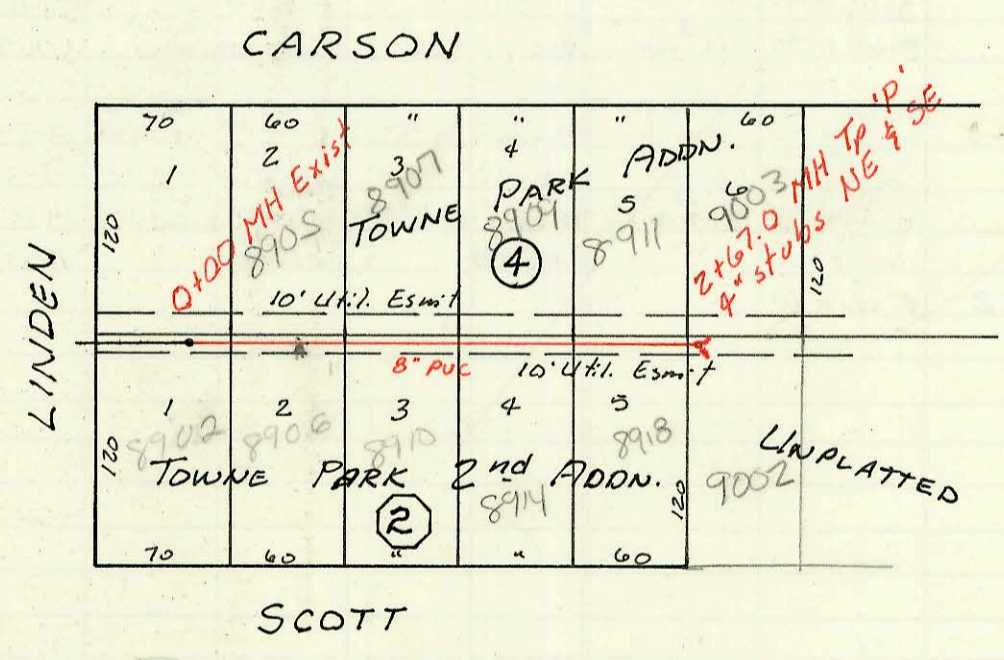 CARSON
70 60 " " " 60
1 2 3 4 5 6
TOWNE PARK ADDN.
8905 8907 8909 8911 9003
4
120
120
0+00 MH Exist
2+67.0 MH Tp 'P'
4" stubs NE & SE
10' Util. Esmt
LINDEN
8" PVC
10' Util. Esmt
1 2 3 4 5
8902 8906 8910 8914 8918 9002
120
TOWNE PARK 2nd ADDN.
120
UNPLATTED
2
70 60 " " 60
SCOTT